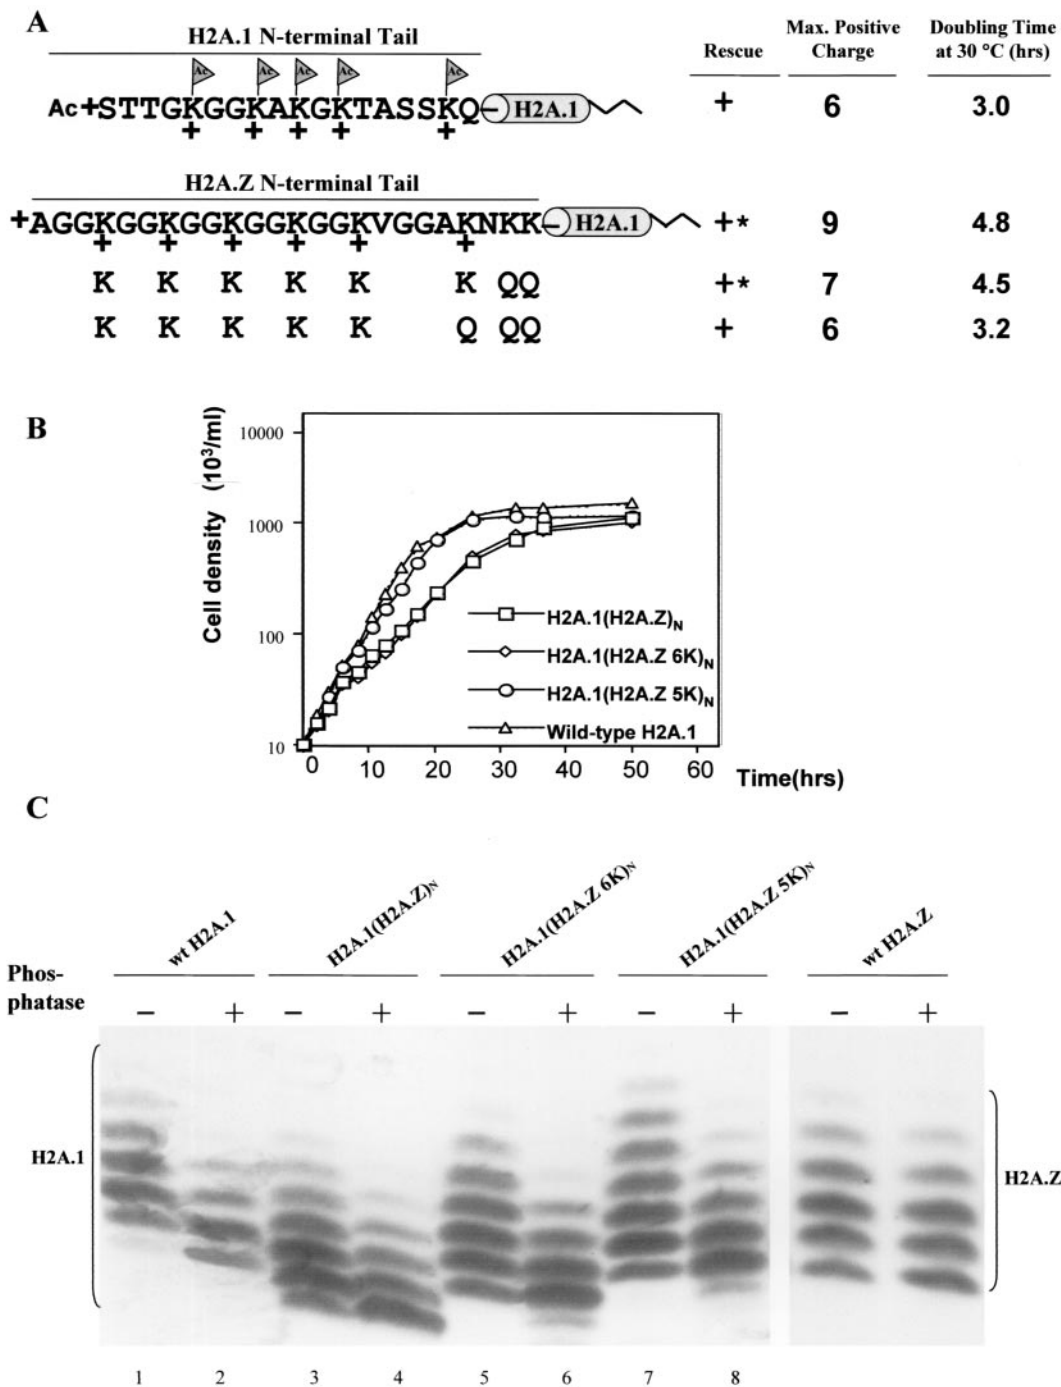 A
H2A.1 N-terminal Tail
Rescue
Max. Positive Charge
Doubling Time at 30 °C (hrs)
Ac Ac Ac Ac Ac
Ac+STTGKGGKAKGKTASSKQ H2A.1 + 6 3.0
+ + + + +
H2A.Z N-terminal Tail
+AGGKGGKGGKGGKGGKVGGAKNKK H2A.1 +* 9 4.8
+ + + + + +
K K K K K K QQ +* 7 4.5
K K K K K Q QQ + 6 3.2
B
Cell density (10³/ml)
10000
1000
100
10
H2A.1(H2A.Z)N
H2A.1(H2A.Z 6K)N
H2A.1(H2A.Z 5K)N
Wild-type H2A.1
0 10 20 30 40 50 60
Time(hrs)
C
wt H2A.1 H2A.1(H2A.Z)N H2A.1(H2A.Z 6K)N H2A.1(H2A.Z 5K)N wt H2A.Z
Phos-
phatase
− + − + − + − + − +
H2A.1
H2A.Z
1 2 3 4 5 6 7 8